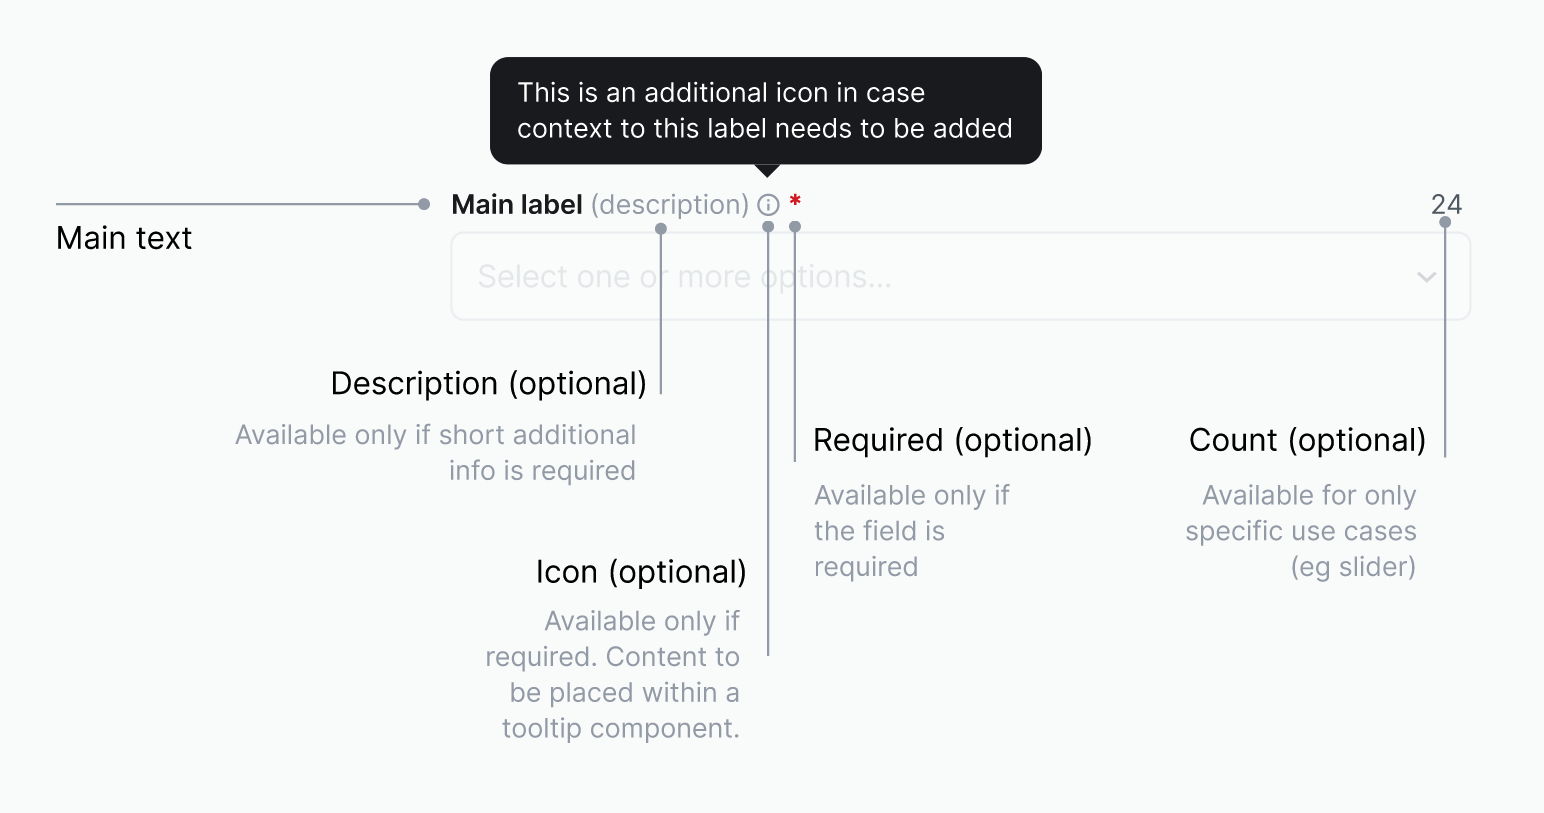 This is an additional icon in case
context to this label needs to be added
Main label (description) * 24
Main text
Select one or more options...
Description (optional)
Available only if short additional
info is required
Required (optional)
Available only if
the field is
required
Count (optional)
Available for only
specific use cases
(eg slider)
Icon (optional)
Available only if
required. Content to
be placed within a
tooltip component.